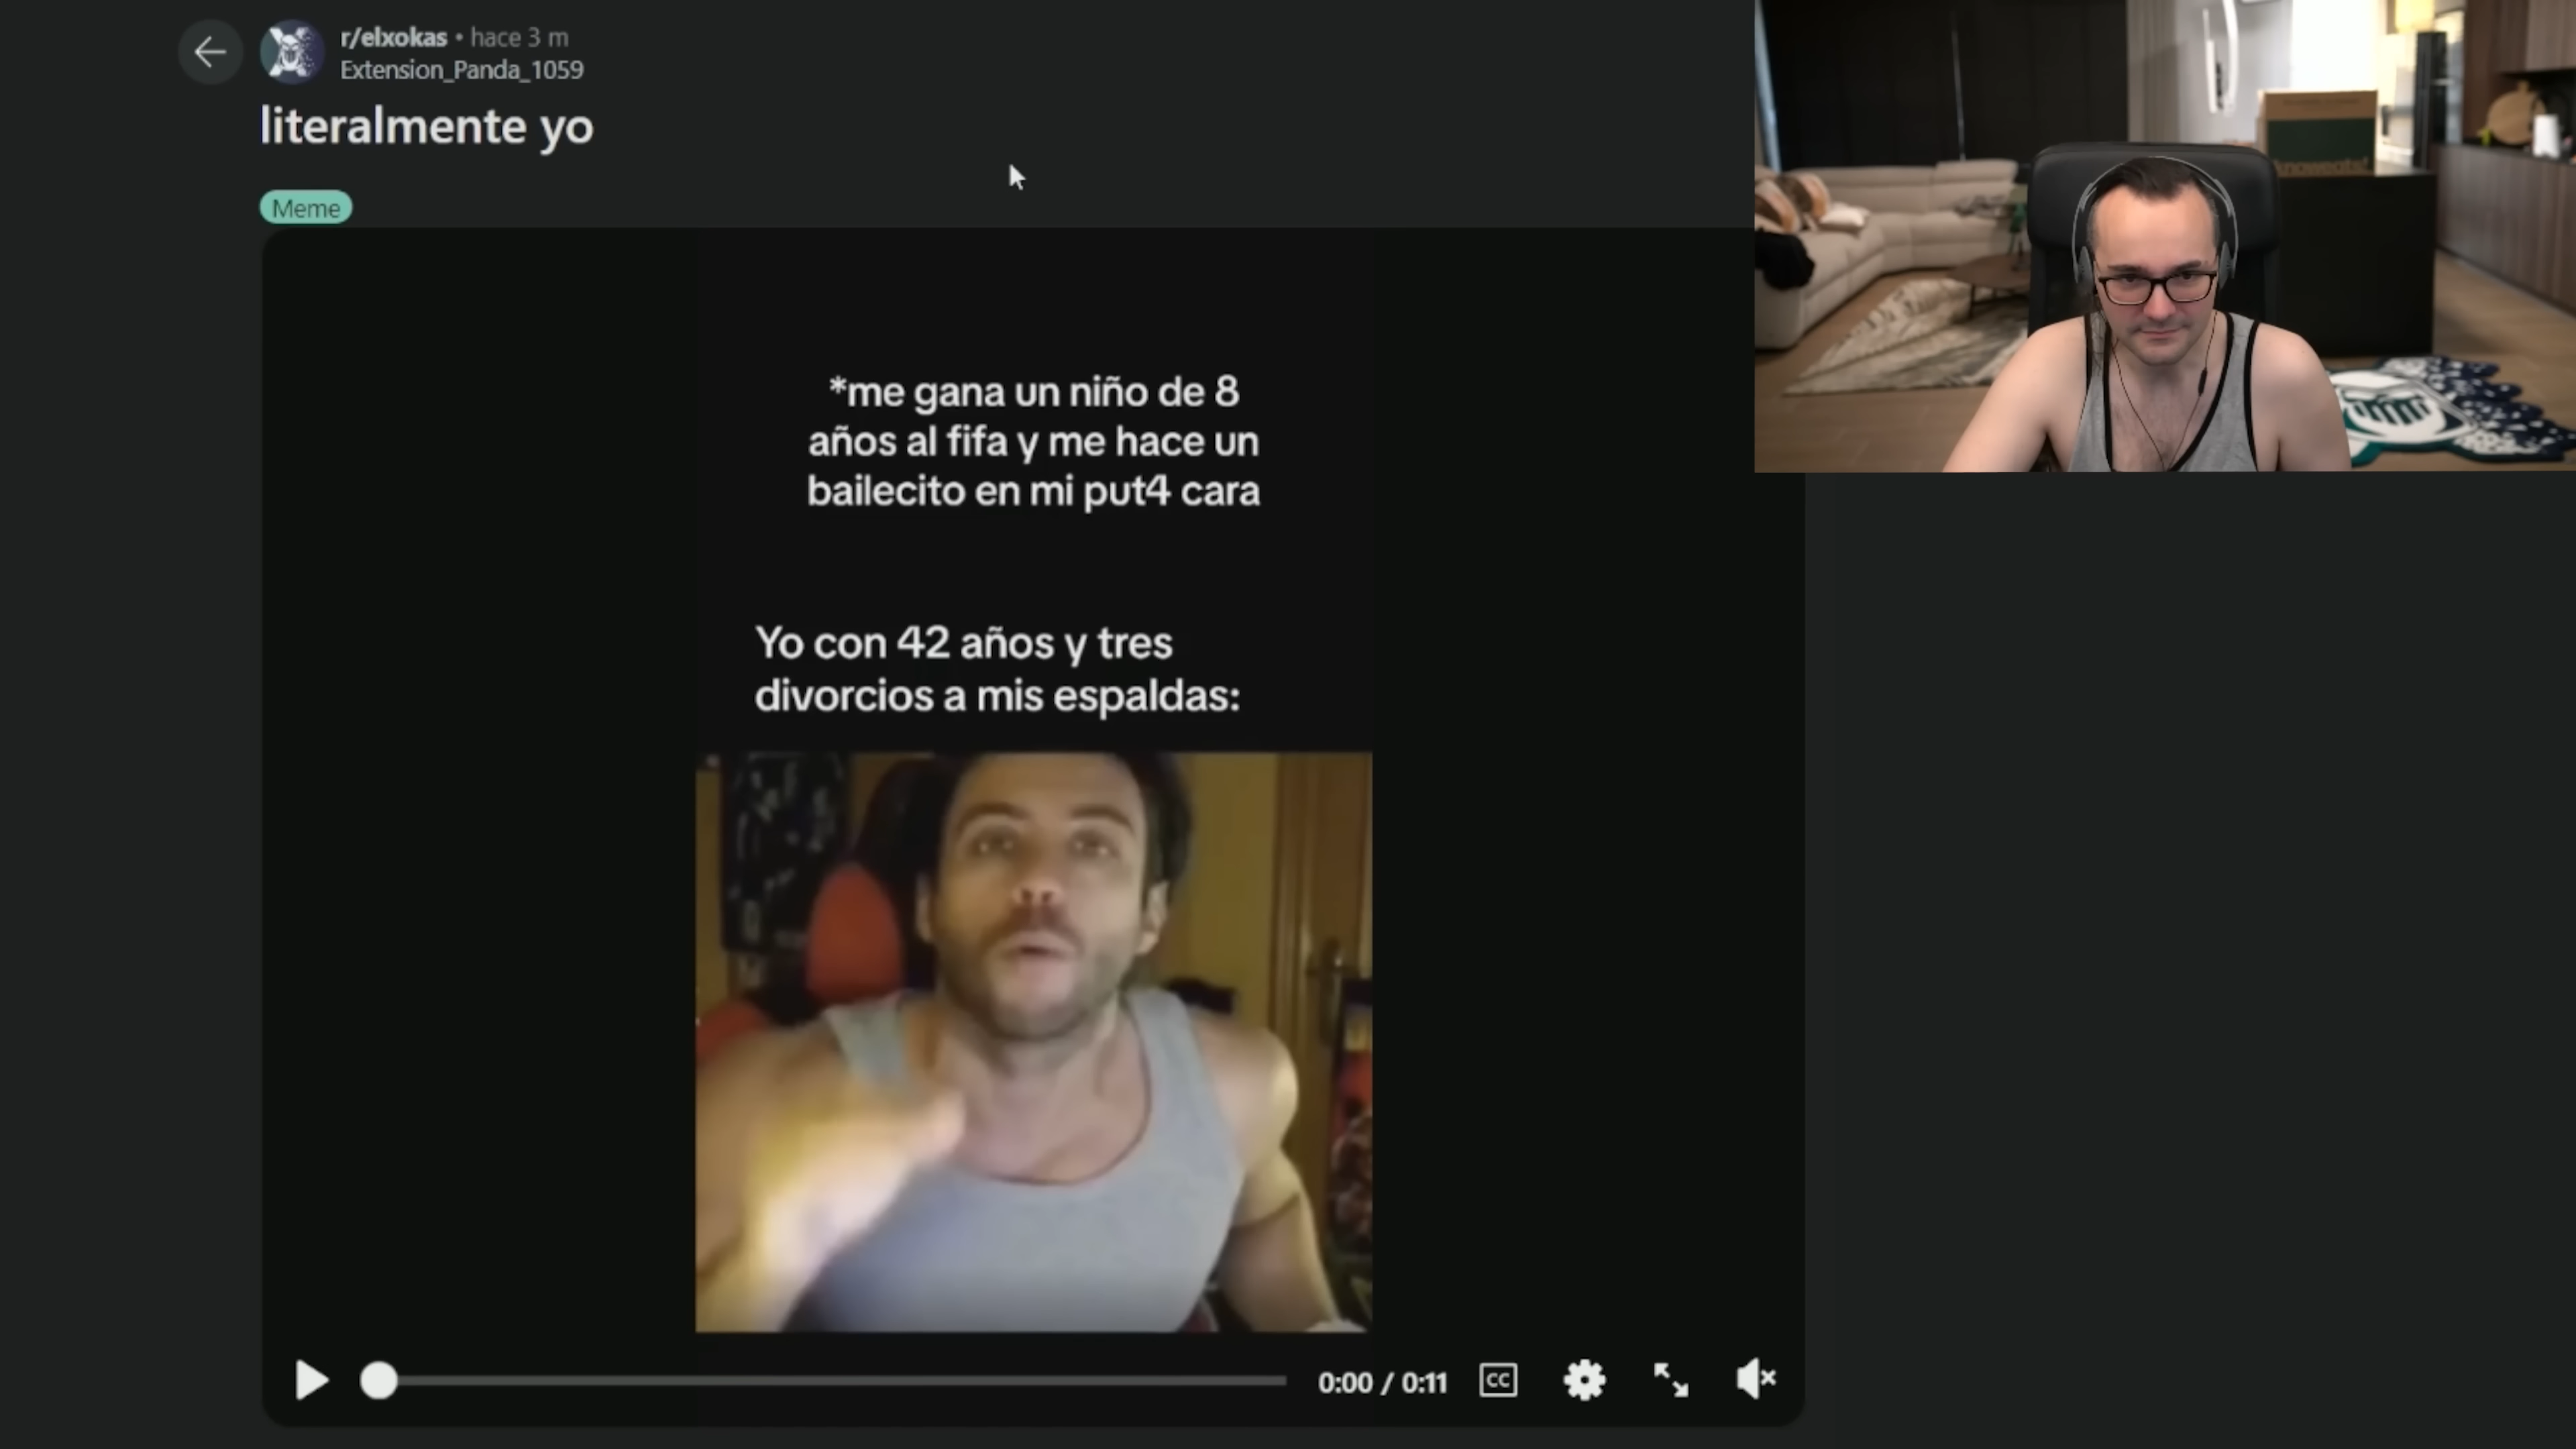 r/elxokas • hace 3 m
Extension_Panda_1059
literalmente yo
Meme
*me gana un niño de 8
años al fifa y me hace un
bailecito en mi put4 cara
Yo con 42 años y tres
divorcios a mis espaldas:
0:00 / 0:11
CC